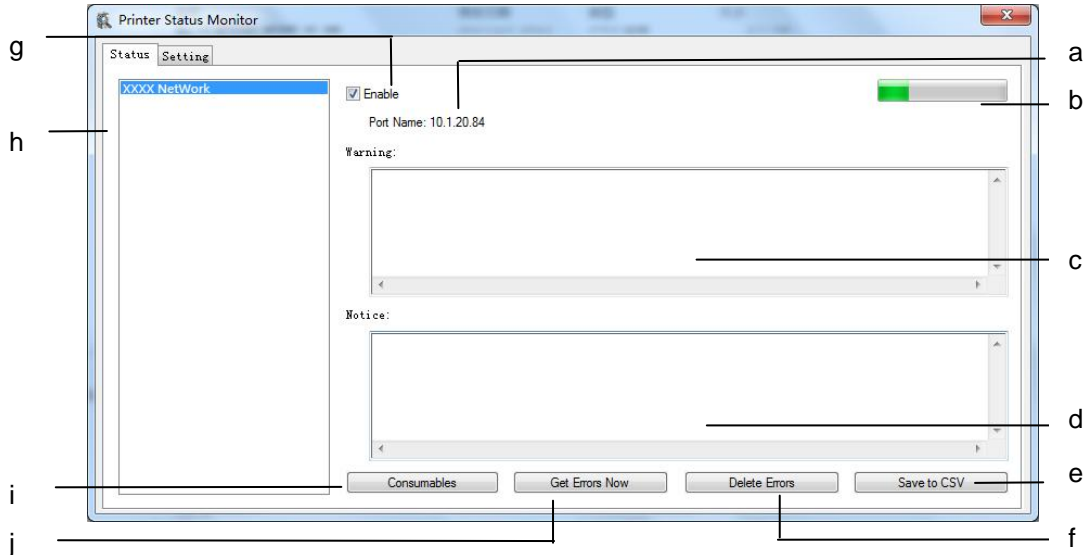 Printer Status Monitor
g
Status Setting
a
XXXX NetWork
Enable
b
Port Name: 10.1.20.84
h
Warning:
c
Notice:
d
Consumables Get Errors Now Delete Errors Save to CSV
e
i
j
f